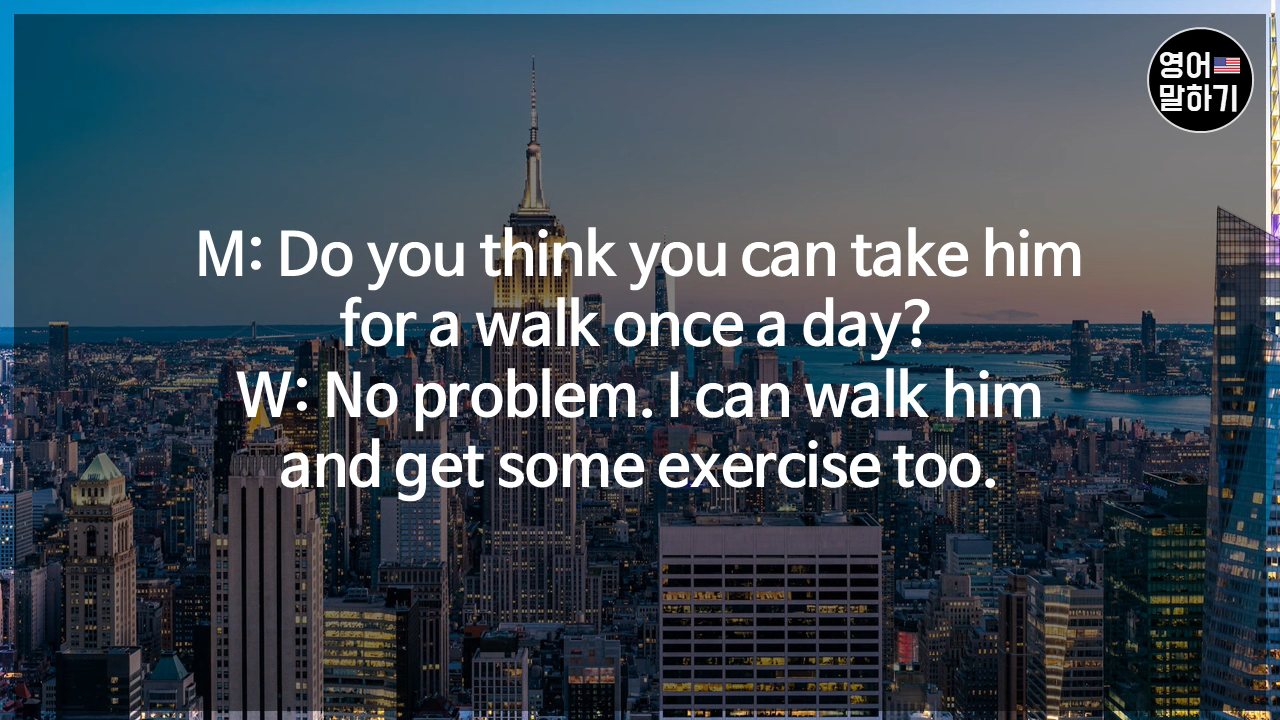 영어
말하기
M: Do you think you can take him
for a walk once a day?
W: No problem. I can walk him
and get some exercise too.